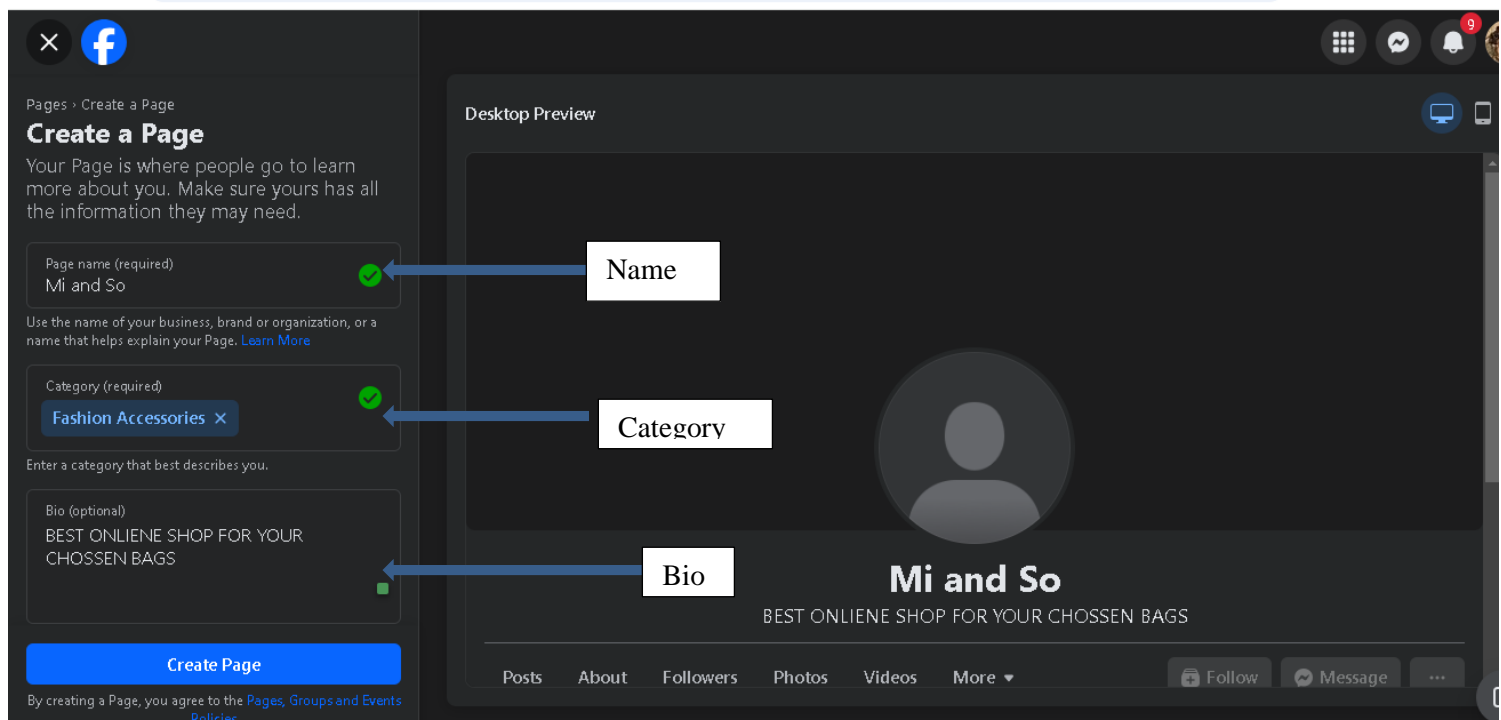 9
Pages › Create a Page
Create a Page
Your Page is where people go to learn
more about you. Make sure yours has all
the information they may need.
Page name (required)
Mi and So
Use the name of your business, brand or organization, or a
name that helps explain your Page. Learn More
Category (required)
Fashion Accessories ×
Enter a category that best describes you.
Bio (optional)
BEST ONLIENE SHOP FOR YOUR
CHOSSEN BAGS
Create Page
By creating a Page, you agree to the Pages, Groups and Events
Policies
Name
Category
Bio
Desktop Preview
Mi and So
BEST ONLIENE SHOP FOR YOUR CHOSSEN BAGS
Posts About Followers Photos Videos More Follow Message ...